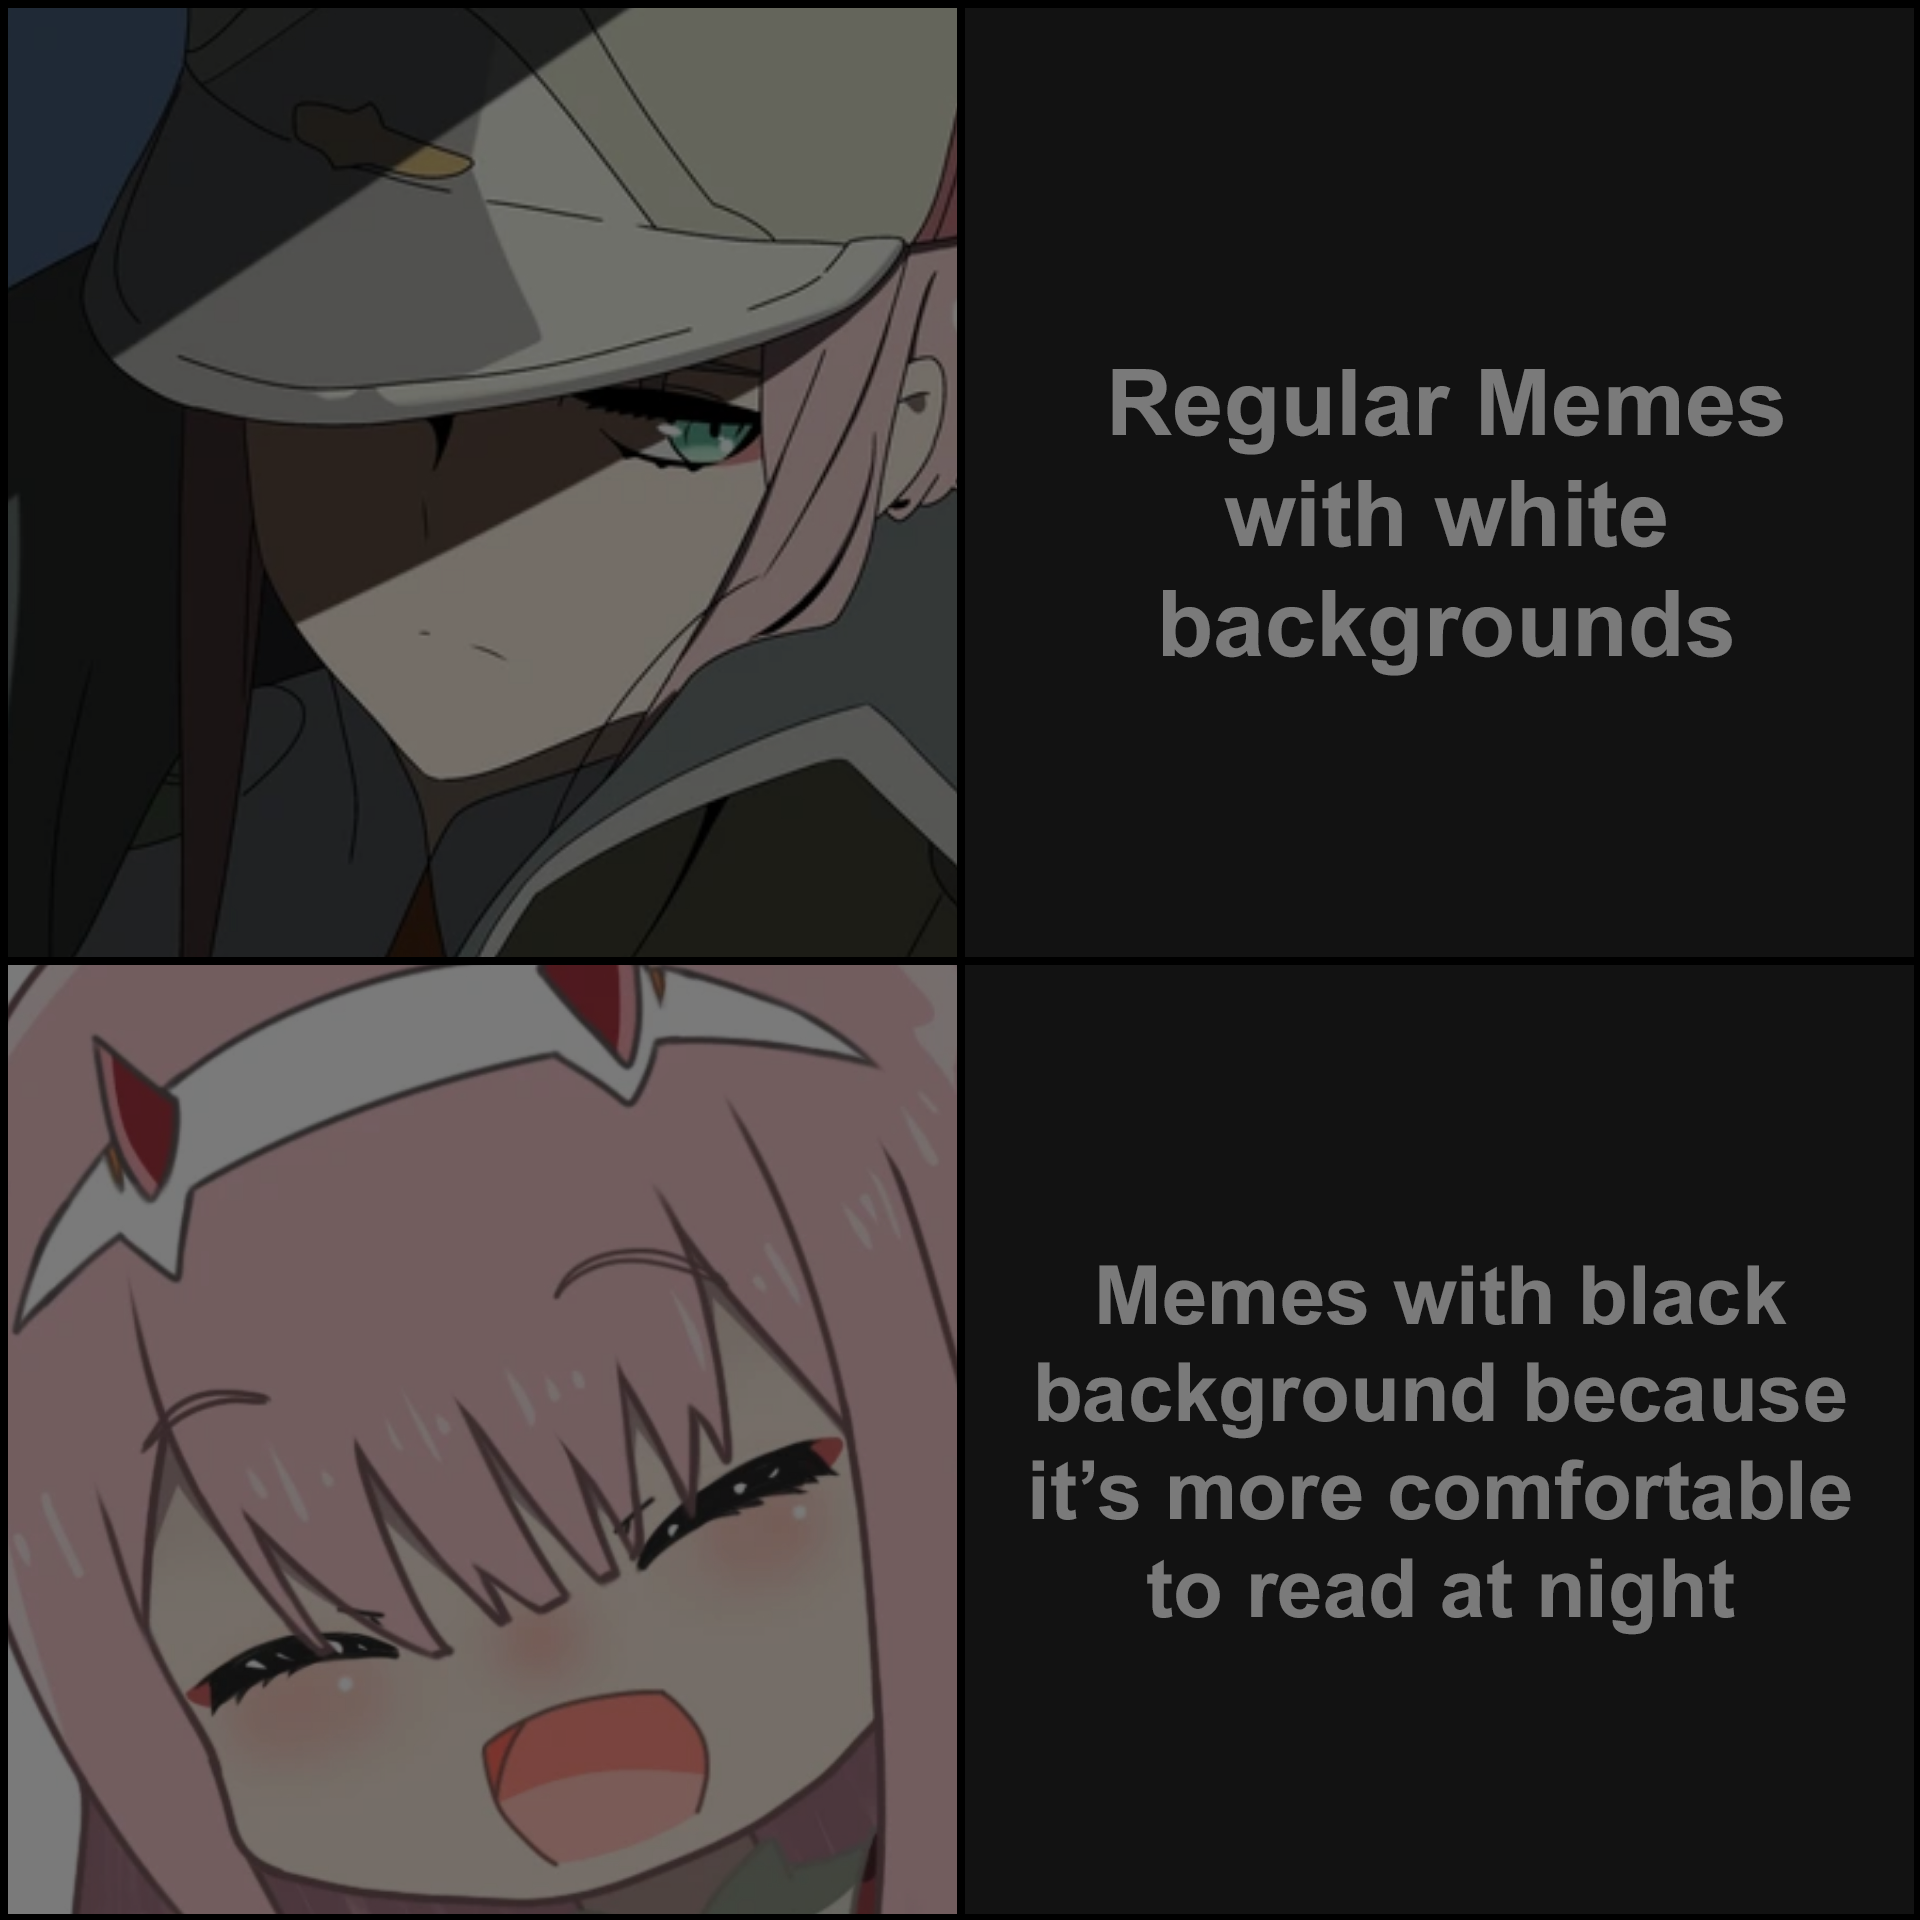 Regular Memes
with white
backgrounds
Memes with black
background because
it’s more comfortable
to read at night